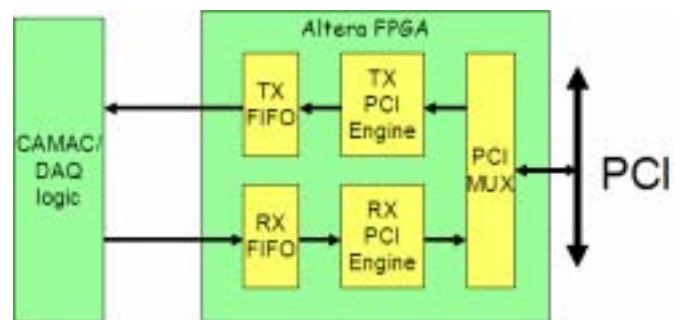 Altera FPGA
TX
FIFO
TX
PCI
Engine
CAMAC/
DAQ
logic
PCI
MUX
PCI
RX
FIFO
RX
PCI
Engine